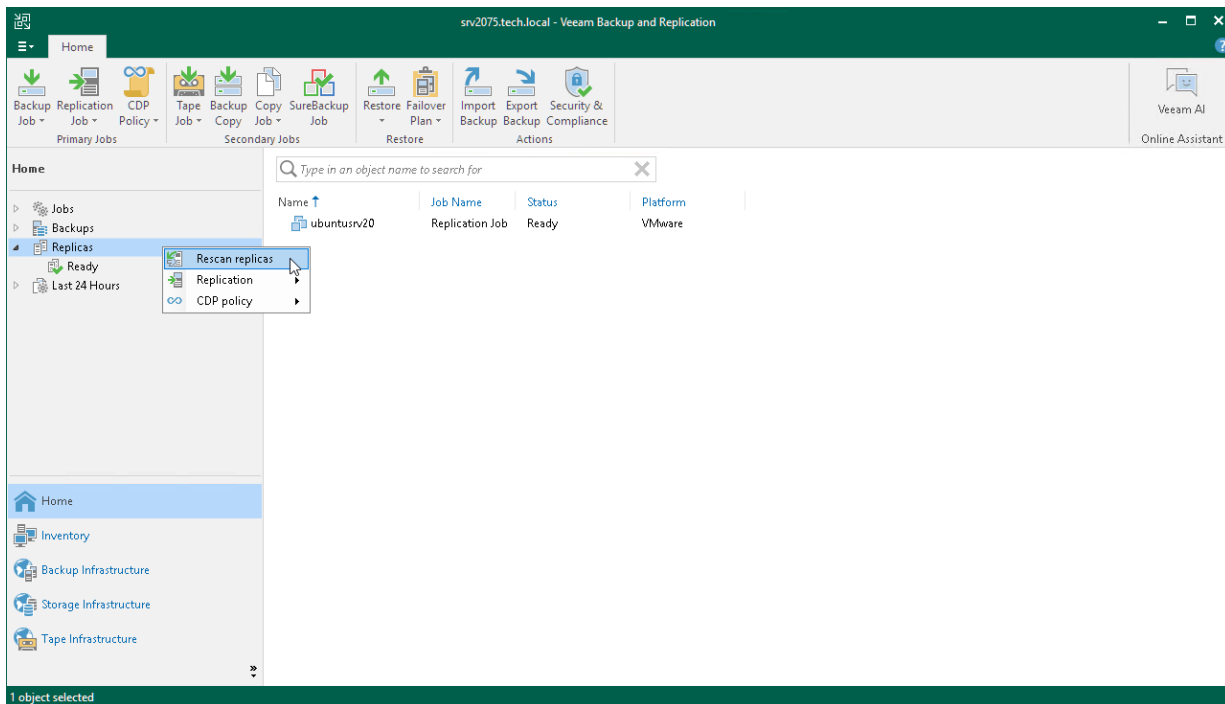 srv2075.tech.local - Veeam Backup and Replication
Home
Backup Job
Replication Job
CDP Policy
Primary Jobs
Tape Job
Backup Copy
Copy Job
SureBackup Job
Secondary Jobs
Restore
Failover Plan
Restore
Import Backup
Export Backup
Security & Compliance
Actions
Veeam AI
Online Assistant
Home
Type in an object name to search for
Jobs
Backups
Replicas
Ready
Last 24 Hours
Rescan replicas
Replication
CDP policy
Name Job Name Status Platform
ubuntusrv20 Replication Job Ready VMware
Home
Inventory
Backup Infrastructure
Storage Infrastructure
Tape Infrastructure
1 object selected